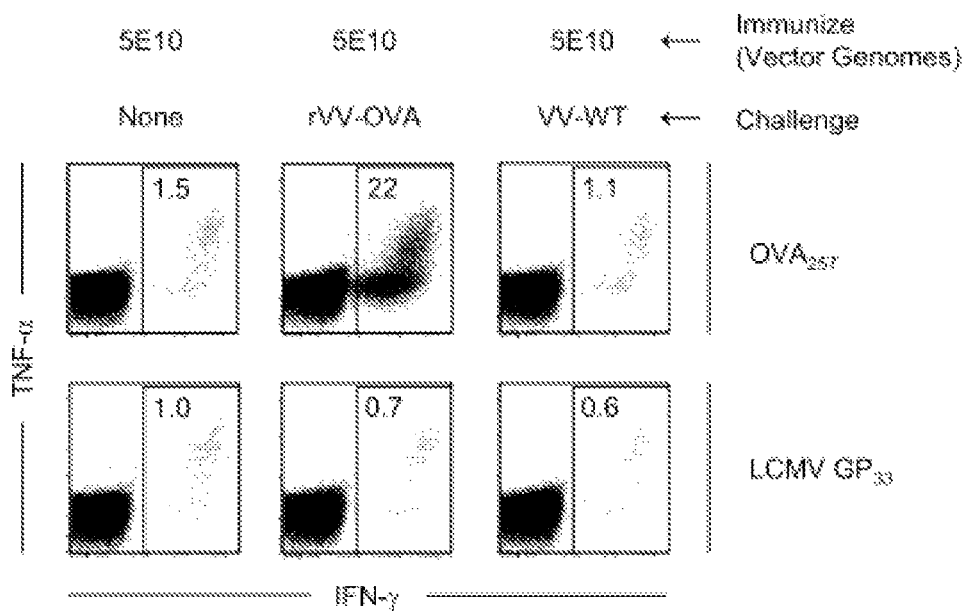 5E10 5E10 5E10 ← Immunize
(Vector Genomes)
None rVV-OVA VV-WT ← Challenge
1.5 22 1.1
OVA₂₅₇
TNF-α
1.0 0.7 0.6
LCMV GP₃₃
IFN-γ